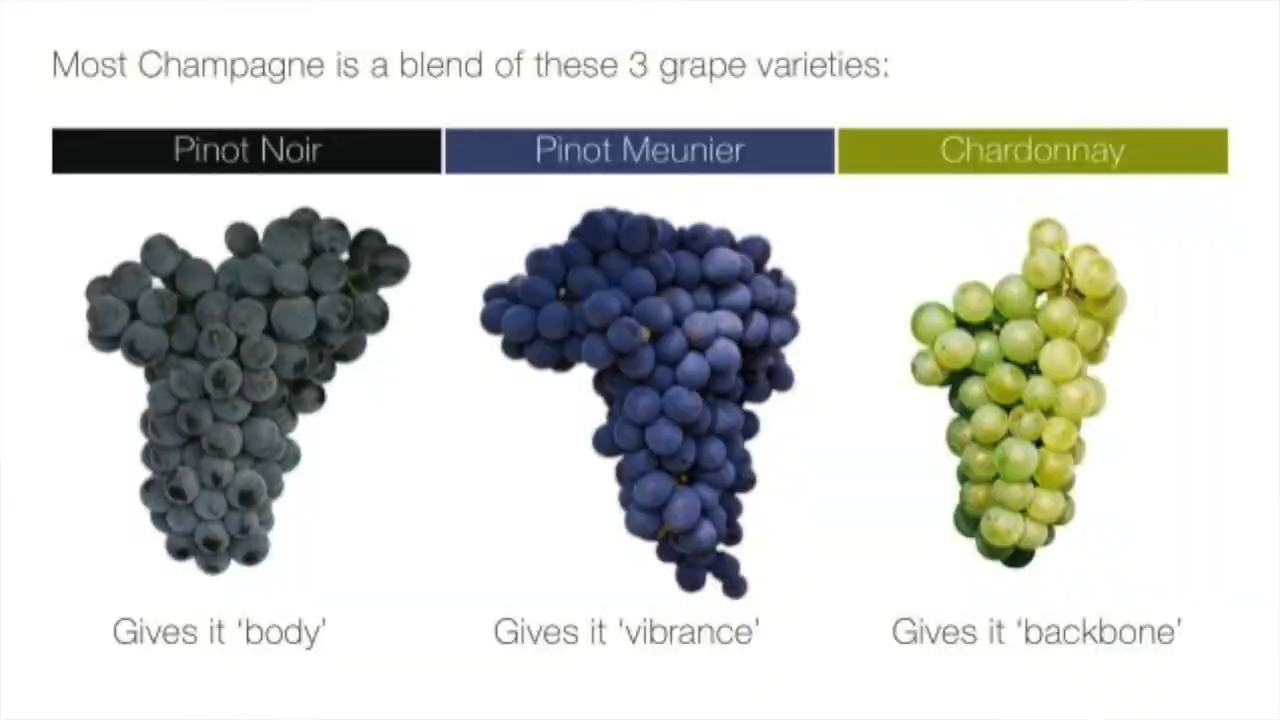 Most Champagne is a blend of these 3 grape varieties:
Pinot Noir
Pinot Meunier
Chardonnay
Gives it ‘body’
Gives it ‘vibrance’
Gives it ‘backbone’